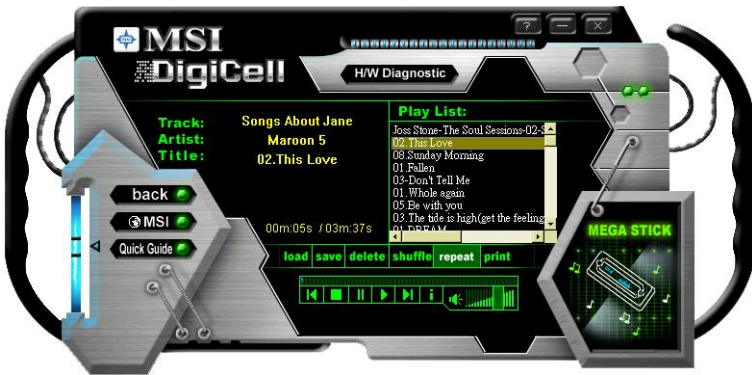 MSI
DigiCell
H/W Diagnostic
?
Track: Songs About Jane
Artist: Maroon 5
Title: 02.This Love
00m:05s / 03m:37s
Play List:
Joss Stone-The Soul Sessions-02-S
02.This Love
08.Sunday Morning
01.Fallen
03-Don't Tell Me
01.Whole again
05.Be with you
03.The tide is high(get the feeling
01.DREAM
back
MSI
Quick Guide
load save delete shuffle repeat print
i
MEGA STICK